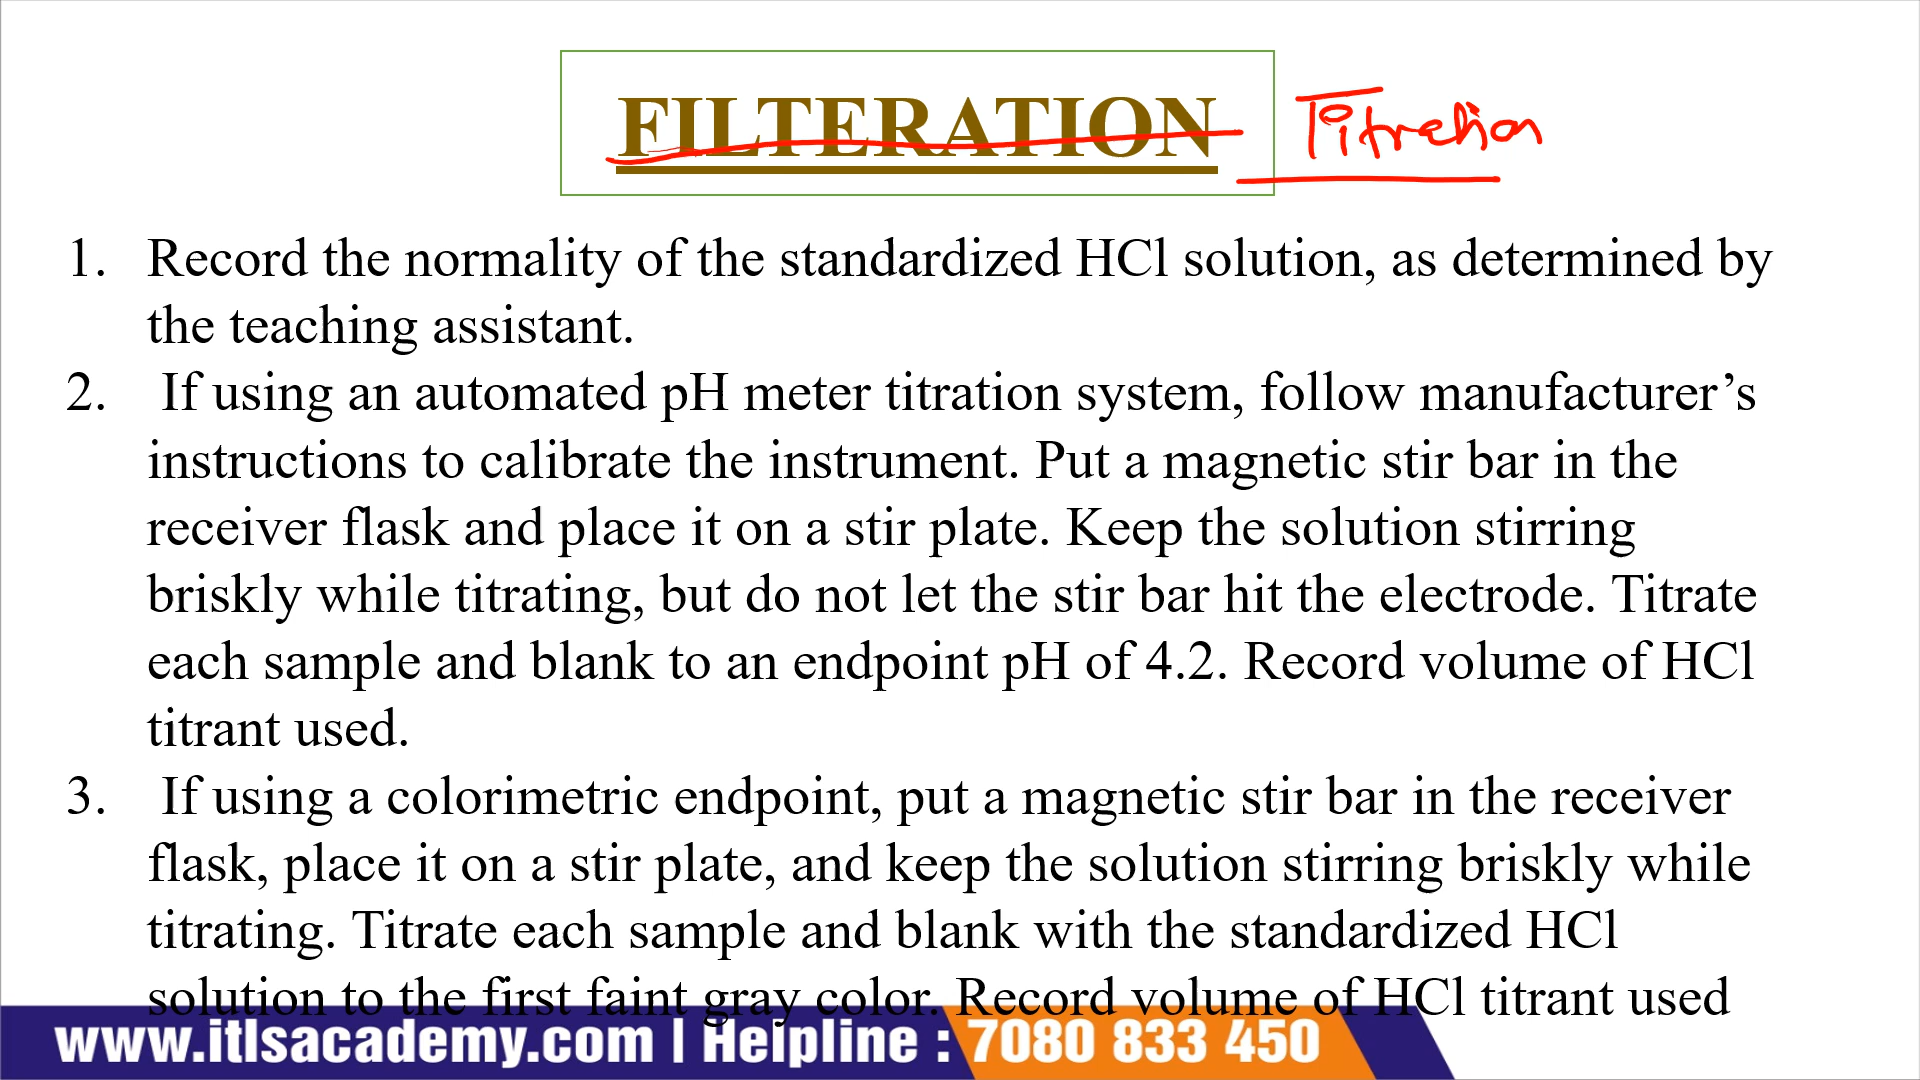 FILTERATION Titration
1. Record the normality of the standardized HCl solution, as determined by
the teaching assistant.
2. If using an automated pH meter titration system, follow manufacturer’s
instructions to calibrate the instrument. Put a magnetic stir bar in the
receiver flask and place it on a stir plate. Keep the solution stirring
briskly while titrating, but do not let the stir bar hit the electrode. Titrate
each sample and blank to an endpoint pH of 4.2. Record volume of HCl
titrant used.
3. If using a colorimetric endpoint, put a magnetic stir bar in the receiver
flask, place it on a stir plate, and keep the solution stirring briskly while
titrating. Titrate each sample and blank with the standardized HCl
solution to the first faint gray color. Record volume of HCl titrant used
www.itlsacademy.com | Helpline : 7080 833 450